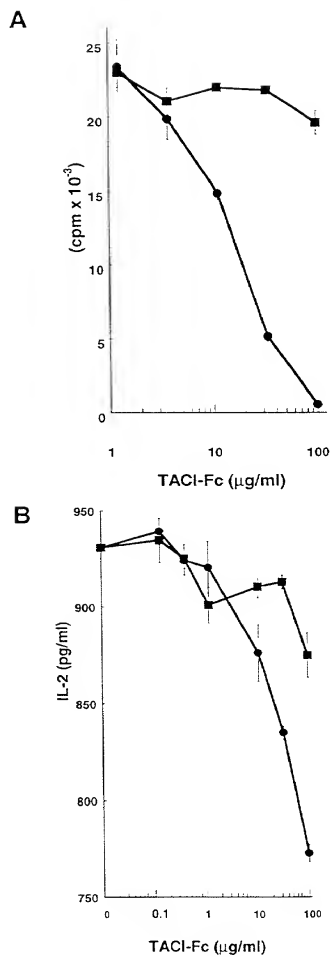 A
25
20
15
10
5
0
(cpm x 10-3)
1 10 100
TACI-Fc (µg/ml)
B
950
900
850
800
750
IL-2 (pg/ml)
0 0.1 1 10 100
TACI-Fc (µg/ml)